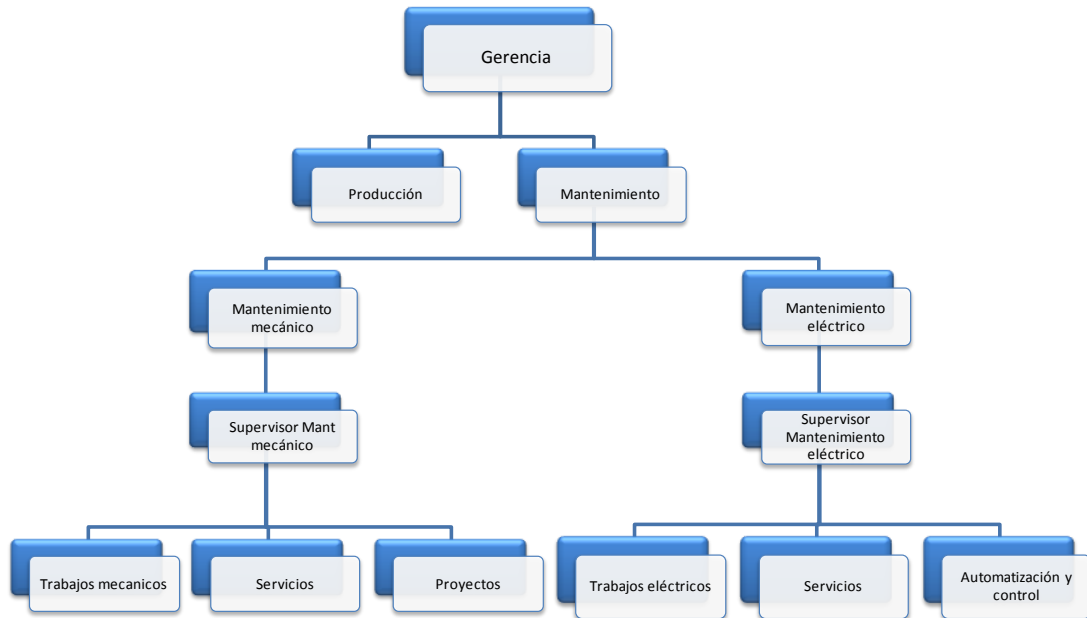 Gerencia
Producción
Mantenimiento
Mantenimiento
mecánico
Mantenimiento
eléctrico
Supervisor Mant
mecánico
Supervisor
Mantenimiento
eléctrico
Trabajos mecanicos
Servicios
Proyectos
Trabajos eléctricos
Servicios
Automatización y
control